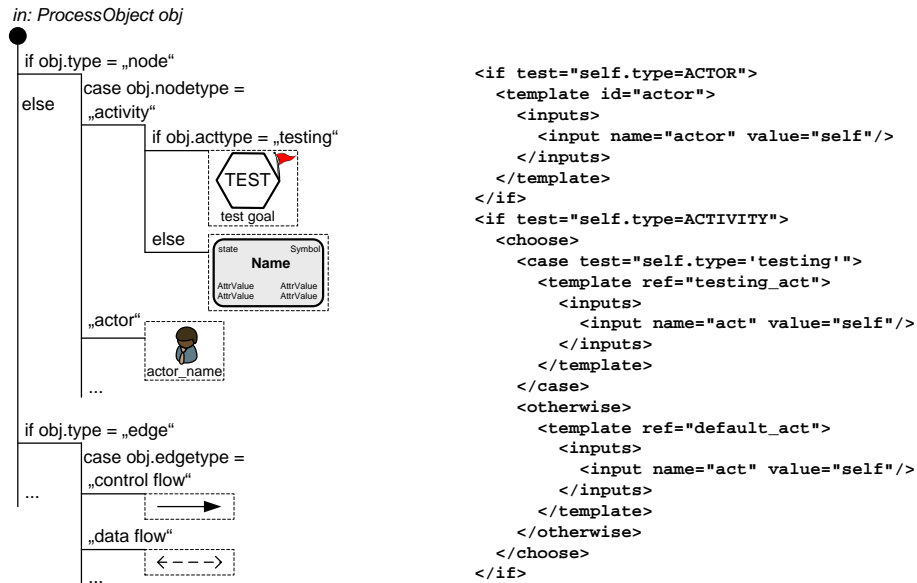 in: ProcessObject obj
if obj.type = „node“
else
case obj.nodetype =
„activity“
if obj.acttype = „testing“
TEST
test goal
else
state Symbol
Name
AttrValue AttrValue
AttrValue AttrValue
„actor“
actor_name
...
if obj.type = „edge“
...
case obj.edgetype =
„control flow“
„data flow“
...
<if test="self.type=ACTOR">
<template id="actor">
<inputs>
<input name="actor" value="self"/>
</inputs>
</template>
</if>
<if test="self.type=ACTIVITY">
<choose>
<case test="self.type='testing'">
<template ref="testing_act">
<inputs>
<input name="act" value="self"/>
</inputs>
</template>
</case>
<otherwise>
<template ref="default_act">
<inputs>
<input name="act" value="self"/>
</inputs>
</template>
</otherwise>
</choose>
</if>